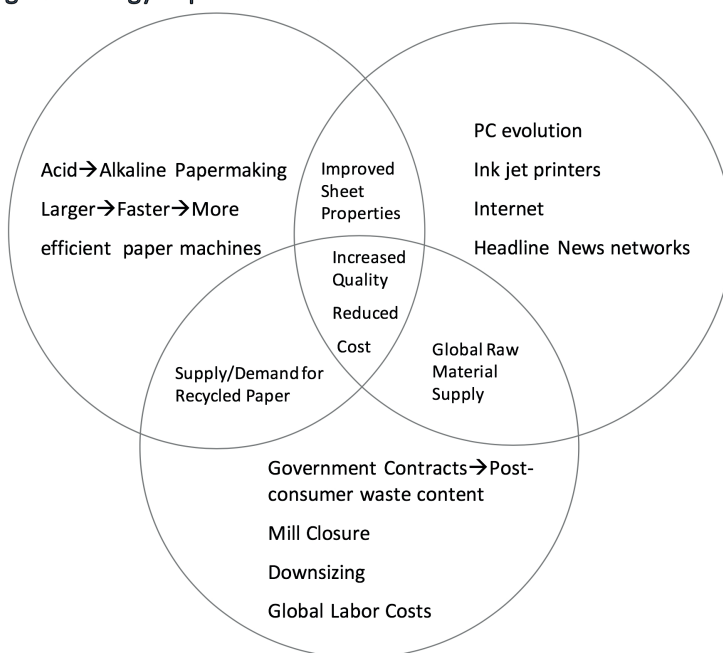 Acid→Alkaline Papermaking
Larger→Faster→More
efficient paper machines
Improved
Sheet
Properties
PC evolution
Ink jet printers
Internet
Headline News networks
Increased
Quality
Reduced
Cost
Supply/Demand for
Recycled Paper
Global Raw
Material
Supply
Government Contracts→Post-
consumer waste content
Mill Closure
Downsizing
Global Labor Costs